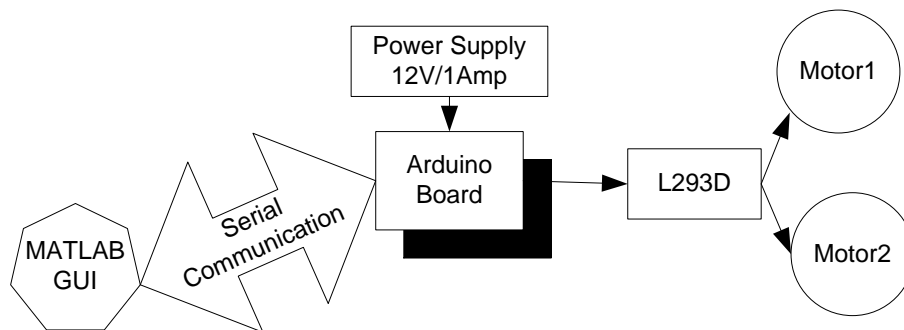 Power Supply
12V/1Amp
Motor1
Arduino
Board
L293D
Serial
Communication
MATLAB
GUI
Motor2